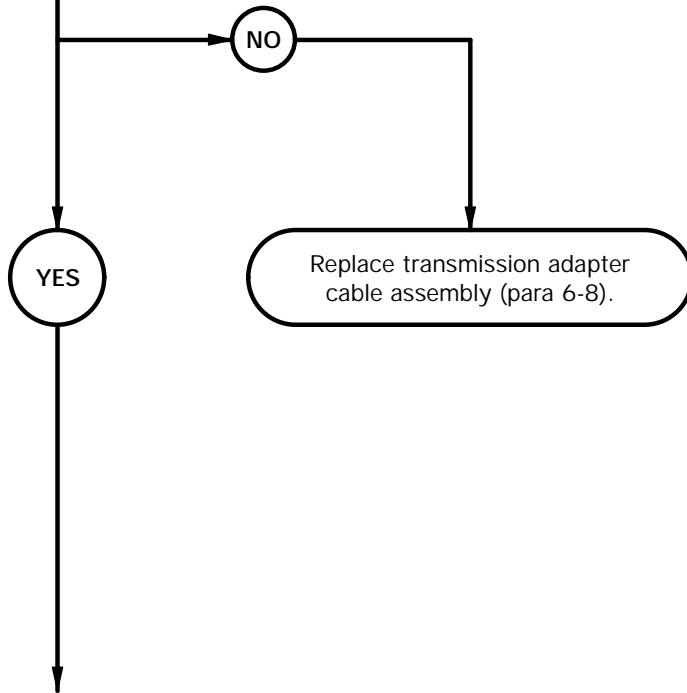 NO
YES
Replace transmission adapter
cable assembly (para 6-8).